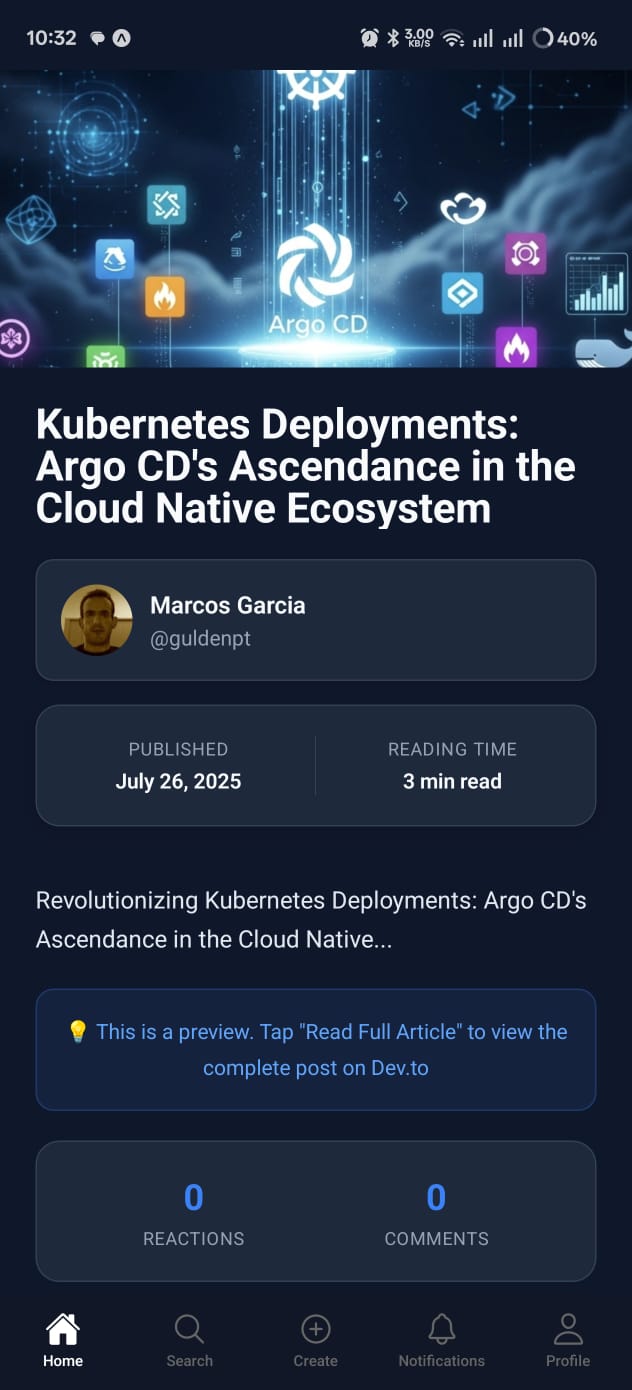 10:32
3.00
KB/S
40%
Argo CD
Kubernetes Deployments:
Argo CD's Ascendance in the
Cloud Native Ecosystem
Marcos Garcia
@guldenpt
PUBLISHED
July 26, 2025
READING TIME
3 min read
Revolutionizing Kubernetes Deployments: Argo CD's
Ascendance in the Cloud Native...
💡 This is a preview. Tap "Read Full Article" to view the
complete post on Dev.to
0
REACTIONS
0
COMMENTS
Home
Search
Create
Notifications
Profile